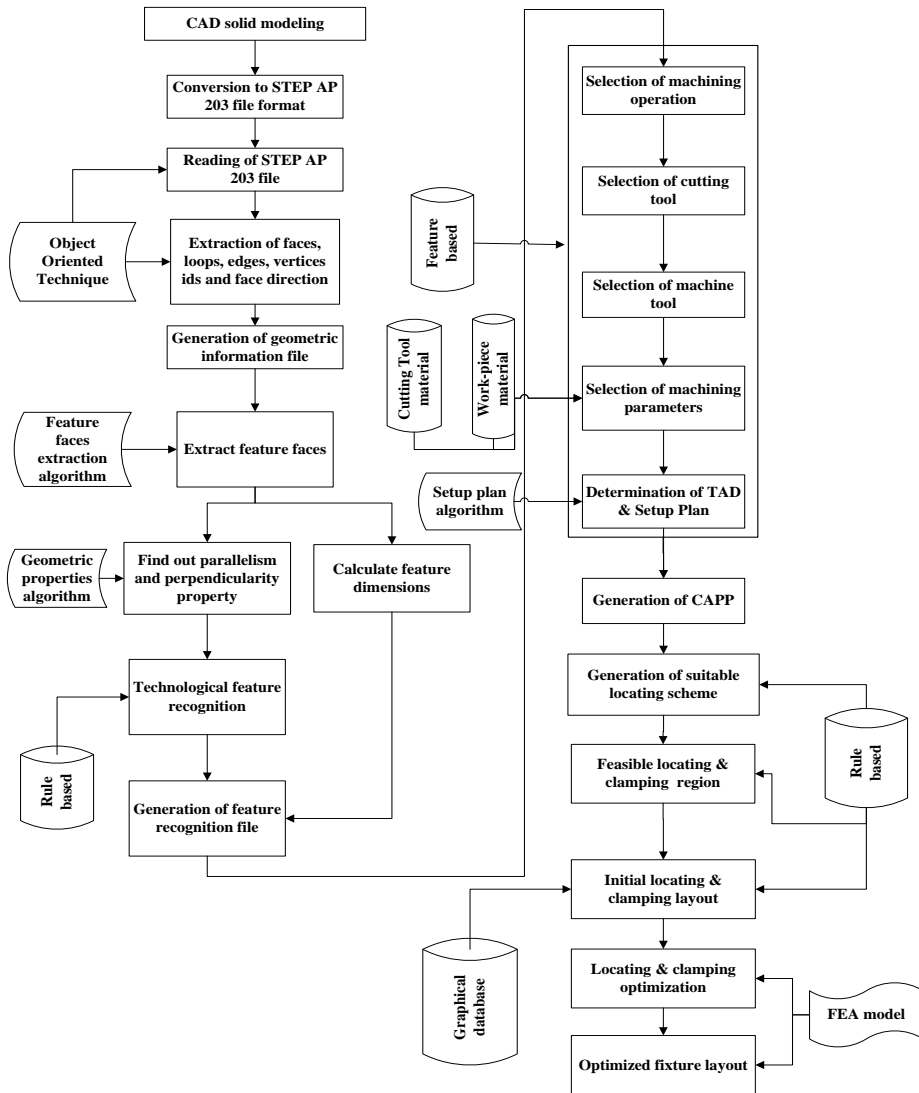 CAD solid modeling
Conversion to STEP AP
203 file format
Reading of STEP AP
203 file
Object
Oriented
Technique
Extraction of faces,
loops, edges, vertices
ids and face direction
Generation of geometric
information file
Feature
faces
extraction
algorithm
Extract feature faces
Geometric
properties
algorithm
Find out parallelism
and perpendicularity
property
Calculate feature
dimensions
Technological feature
recognition
Rule
based
Generation of feature
recognition file
Selection of machining
operation
Selection of cutting
tool
Feature
based
Selection of machine
tool
Cutting Tool
material
Work-piece
material
Selection of machining
parameters
Setup plan
algorithm
Determination of TAD
& Setup Plan
Generation of CAPP
Generation of suitable
locating scheme
Rule
based
Feasible locating &
clamping region
Initial locating &
clamping layout
Graphical
database
Locating & clamping
optimization
FEA model
Optimized fixture layout